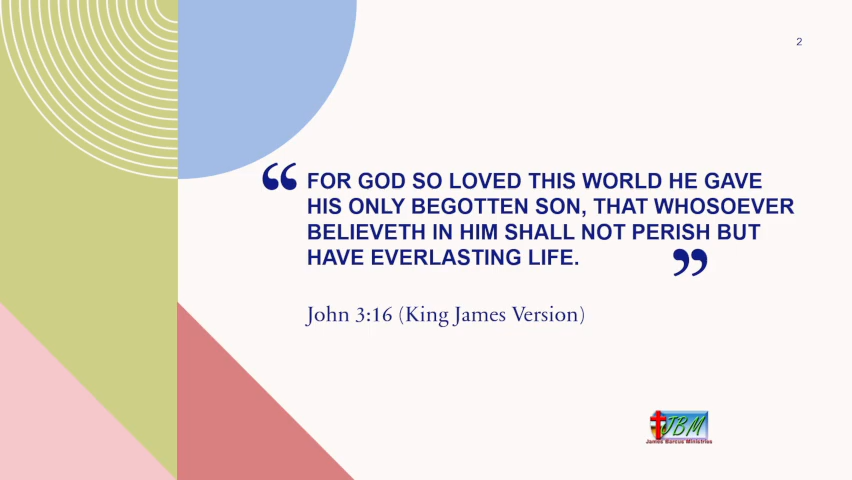 2
“ FOR GOD SO LOVED THIS WORLD HE GAVE
HIS ONLY BEGOTTEN SON, THAT WHOSOEVER
BELIEVETH IN HIM SHALL NOT PERISH BUT
HAVE EVERLASTING LIFE. ”
John 3:16 (King James Version)
JBM
James Barcus Ministries